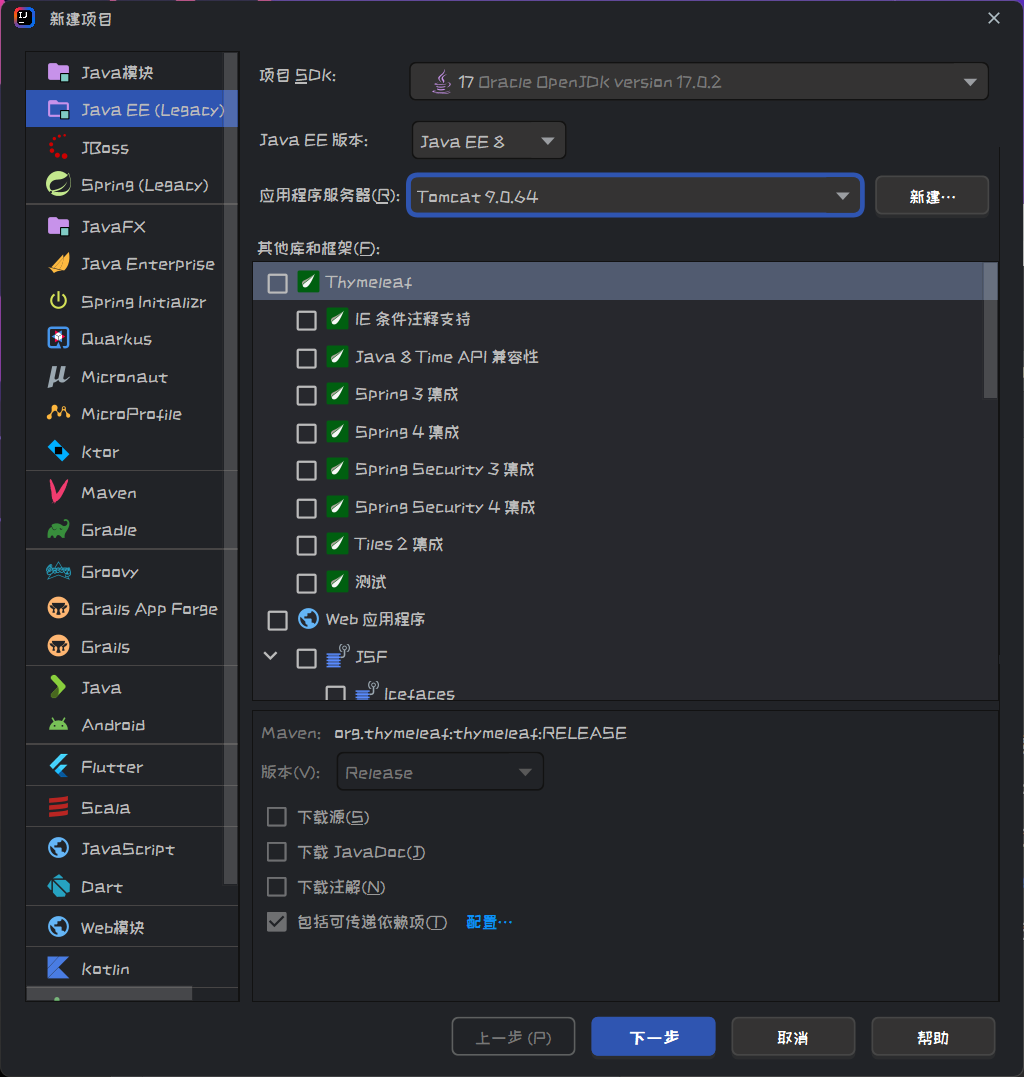 新建项目
Java模块
Java EE (Legacy)
JBoss
Spring (Legacy)
JavaFX
Java Enterprise
Spring Initializr
Quarkus
Micronaut
MicroProfile
Ktor
Maven
Gradle
Groovy
Grails App Forge
Grails
Java
Android
Flutter
Scala
JavaScript
Dart
Web模块
Kotlin
项目 SDK:
17 Oracle OpenJDK version 17.0.2
Java EE 版本:
Java EE 8
应用程序服务器(R):
Tomcat 9.0.64
新建…
其他库和框架(F):
Thymeleaf
IE 条件注释支持
Java 8 Time API 兼容性
Spring 3 集成
Spring 4 集成
Spring Security 3 集成
Spring Security 4 集成
Tiles 2 集成
测试
Web 应用程序
JSF
Icefaces
Maven: org.thymeleaf:thymeleaf:RELEASE
版本(V):
Release
下载源(S)
下载 JavaDoc(J)
下载注解(N)
包括可传递依赖项(T) 配置…
上一步 (P)
下一步
取消
帮助